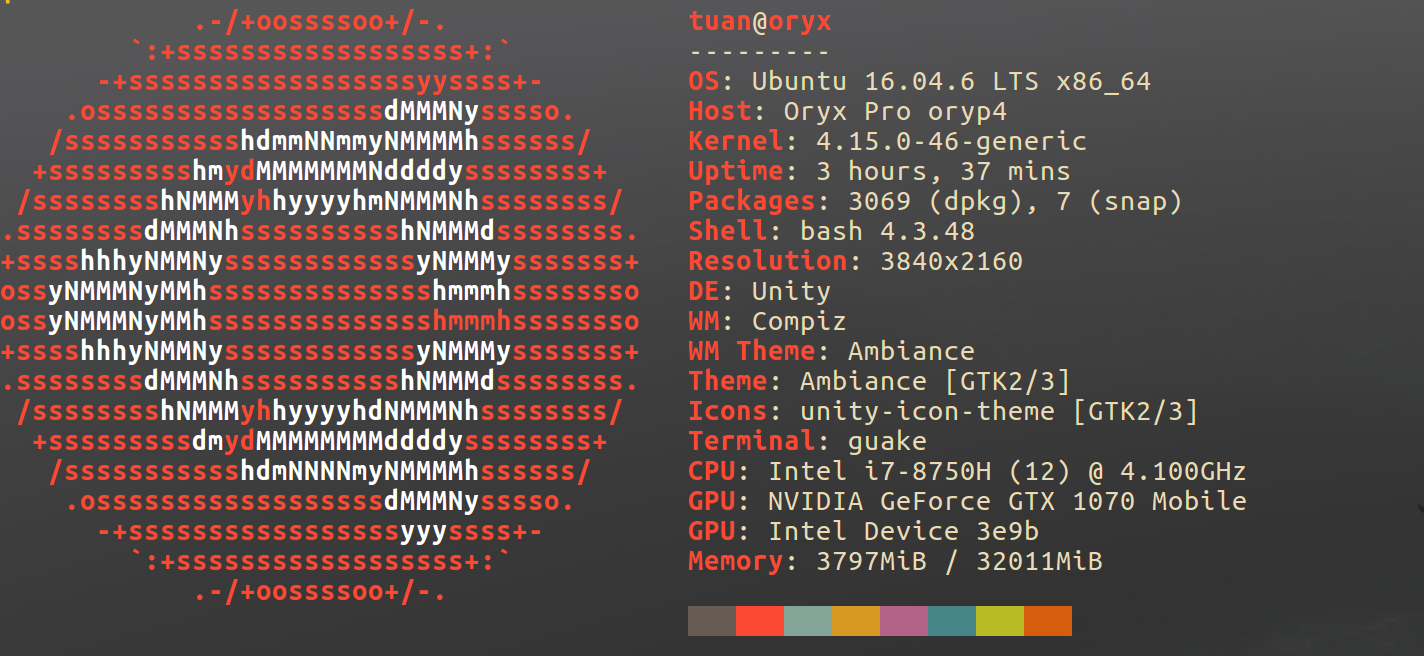 .-/+oossssoo+/-.
`:+ssssssssssssssssss+:`
-+ssssssssssssssssssyyssss+-
.ossssssssssssssssssdMMMNysssso.
/ssssssssssshdmmNNmmyNMMMMhssssss/
+ssssssssshmydMMMMMMMNddddyssssssss+
/sssssssshNMMMyhhyyyyhmNMMMNhssssssss/
.ssssssssdMMMNhsssssssssshNMMMdssssssss.
+sssshhhyNMMNyssssssssssssyNMMMysssssss+
ossyNMMMNyMMhsssssssssssssshmmmhssssssso
ossyNMMMNyMMhsssssssssssssshmmmhssssssso
+sssshhhyNMMNyssssssssssssyNMMMysssssss+
.ssssssssdMMMNhsssssssssshNMMMdssssssss.
/sssssssshNMMMyhhyyyyhdNMMMNhssssssss/
+sssssssssdmydMMMMMMMMddddyssssssss+
/ssssssssssshdmNNNNmyNMMMMhssssss/
.ossssssssssssssssssdMMMNysssso.
-+sssssssssssssssssyyyssss+-
`:+ssssssssssssssssss+:`
.-/+oossssoo+/-.
tuan@oryx
---------
OS: Ubuntu 16.04.6 LTS x86_64
Host: Oryx Pro oryp4
Kernel: 4.15.0-46-generic
Uptime: 3 hours, 37 mins
Packages: 3069 (dpkg), 7 (snap)
Shell: bash 4.3.48
Resolution: 3840x2160
DE: Unity
WM: Compiz
WM Theme: Ambiance
Theme: Ambiance [GTK2/3]
Icons: unity-icon-theme [GTK2/3]
Terminal: guake
CPU: Intel i7-8750H (12) @ 4.100GHz
GPU: NVIDIA GeForce GTX 1070 Mobile
GPU: Intel Device 3e9b
Memory: 3797MiB / 32011MiB